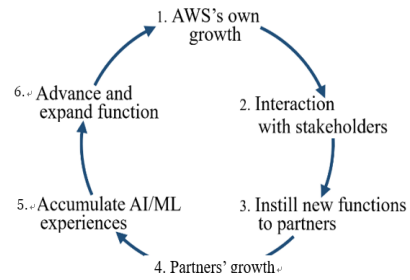 1. AWS's own
growth
2. Interaction
with stakeholders
3. Instill new functions
to partners
4. Partners' growth
5. Accumulate AI/ML
experiences
6. Advance and
expand function